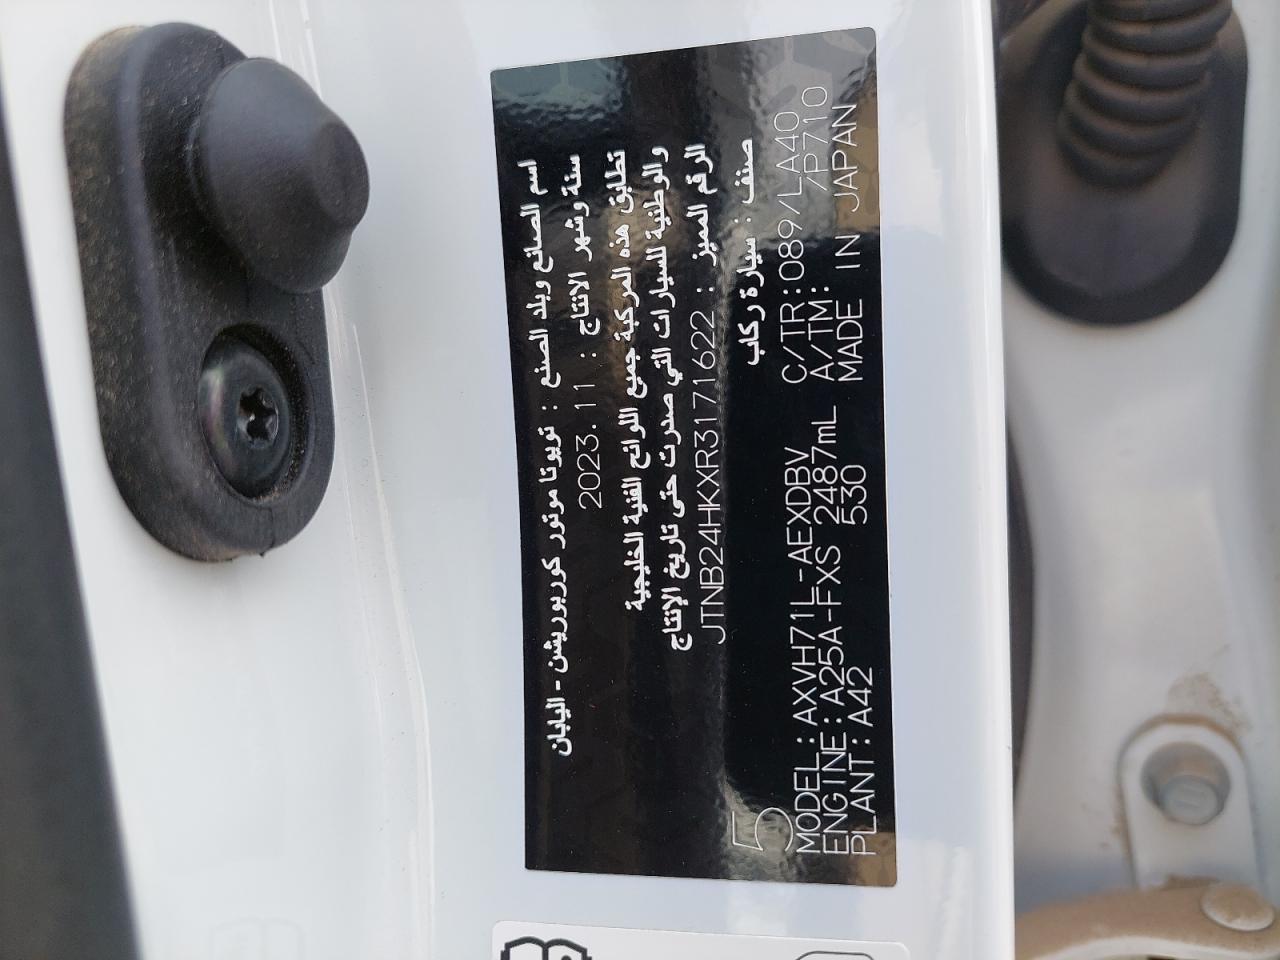 اسم الصانع وبلد الصنع : تويوتا موتور كوربوريشن - اليابان
سنة وشهر الانتاج : 2023.11
تطابق هذه المركبة جميع اللوائح الفنية الخليجية
والوطنية للسيارات التي صدرت حتى تاريخ الإنتاج
الرقم المميز : JTNB24HKXR3171622
صنف : سيارة ركاب
5
MODEL:AXVH71L-AEXDBV C/TR:089/LA40
ENGINE:A25A-FXS 2487mL A/TM: /P710
PLANT:A42 530 MADE IN JAPAN